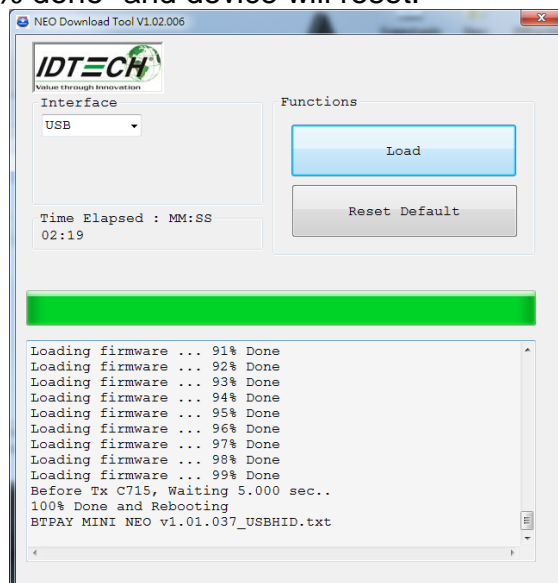 % done" and device will reset.
NEO Download Tool V1.02.006
IDTECH
Value through Innovation
Interface
USB
Functions
Load
Reset Default
Time Elapsed : MM:SS
02:19
Loading firmware ... 91% Done
Loading firmware ... 92% Done
Loading firmware ... 93% Done
Loading firmware ... 94% Done
Loading firmware ... 95% Done
Loading firmware ... 96% Done
Loading firmware ... 97% Done
Loading firmware ... 98% Done
Loading firmware ... 99% Done
Before Tx C715, Waiting 5.000 sec..
100% Done and Rebooting
BTPAY MINI NEO v1.01.037_USBHID.txt